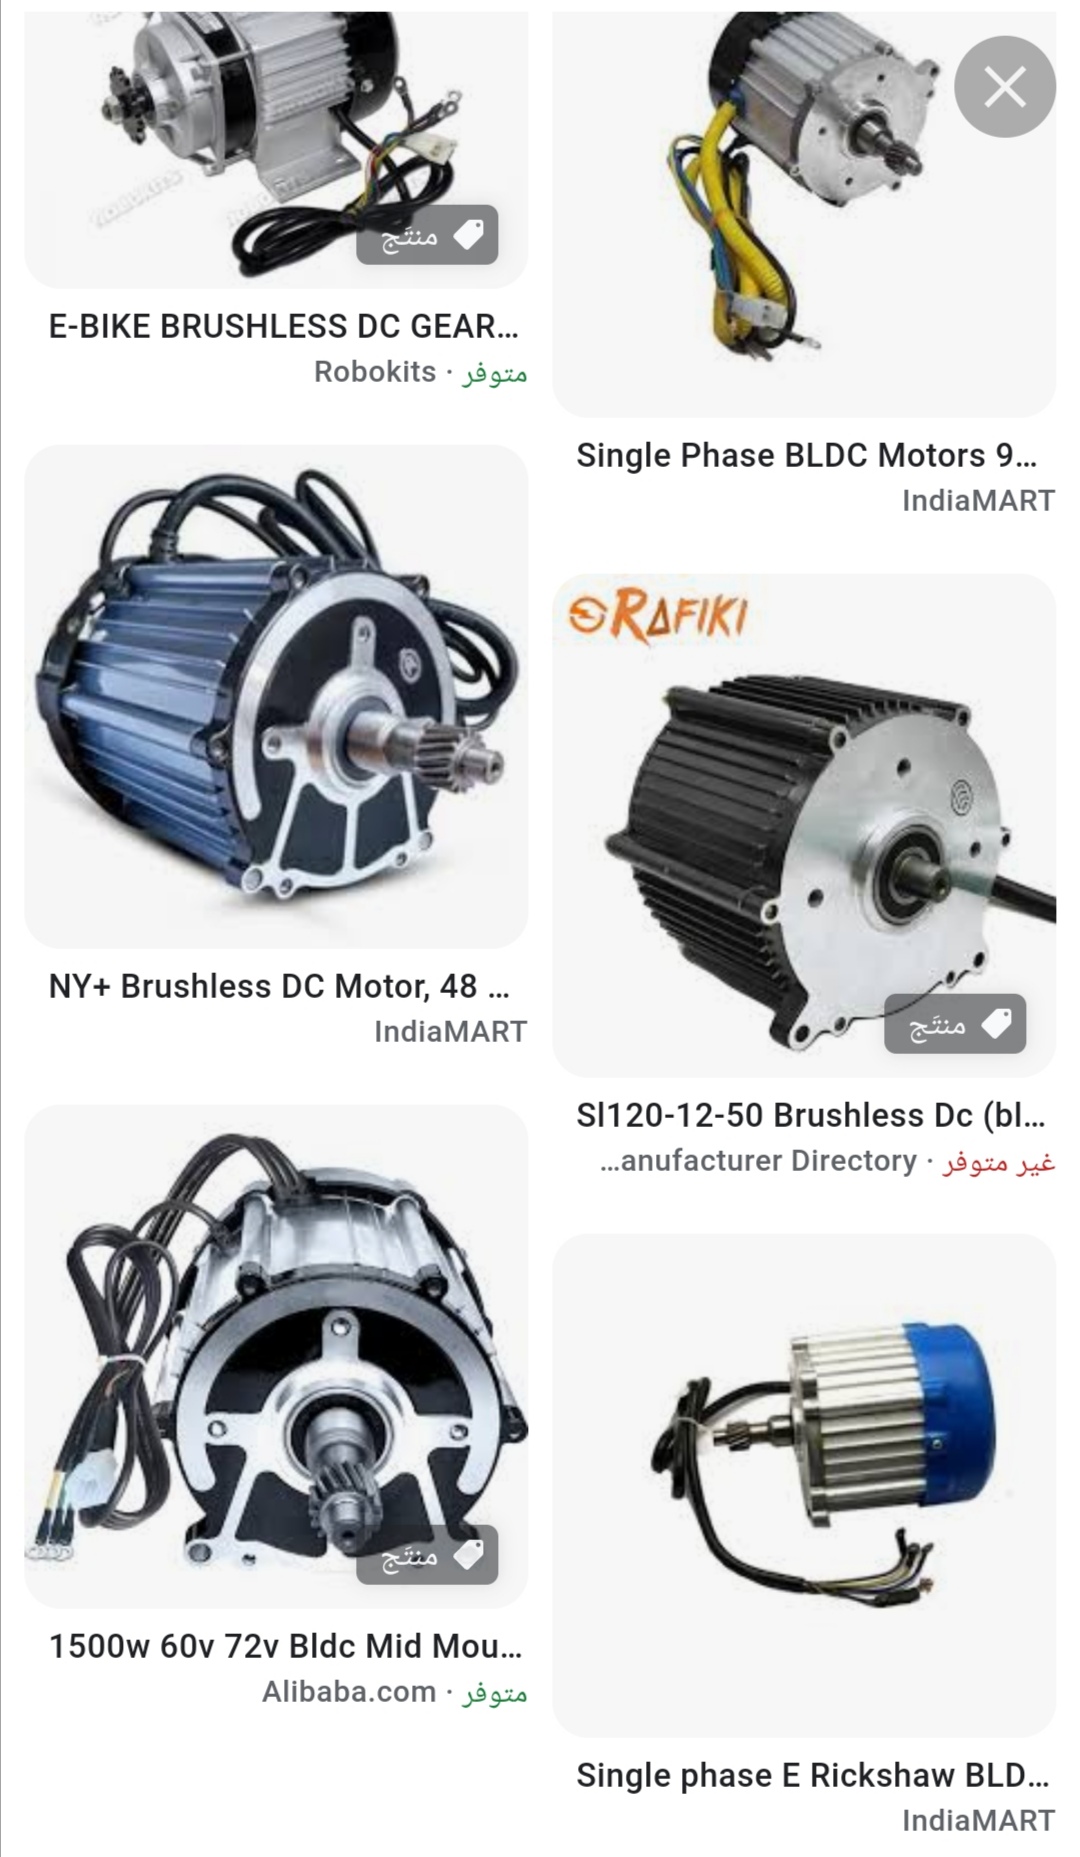 منتَج
E-BIKE BRUSHLESS DC GEAR...
Robokits · متوفر
Single Phase BLDC Motors 9...
IndiaMART
NY+ Brushless DC Motor, 48 ...
IndiaMART
RAFIKI
منتَج
Sl120-12-50 Brushless Dc (bl...
...anufacturer Directory · غير متوفر
منتَج
1500w 60v 72v Bldc Mid Mou...
Alibaba.com · متوفر
Single phase E Rickshaw BLD...
IndiaMART